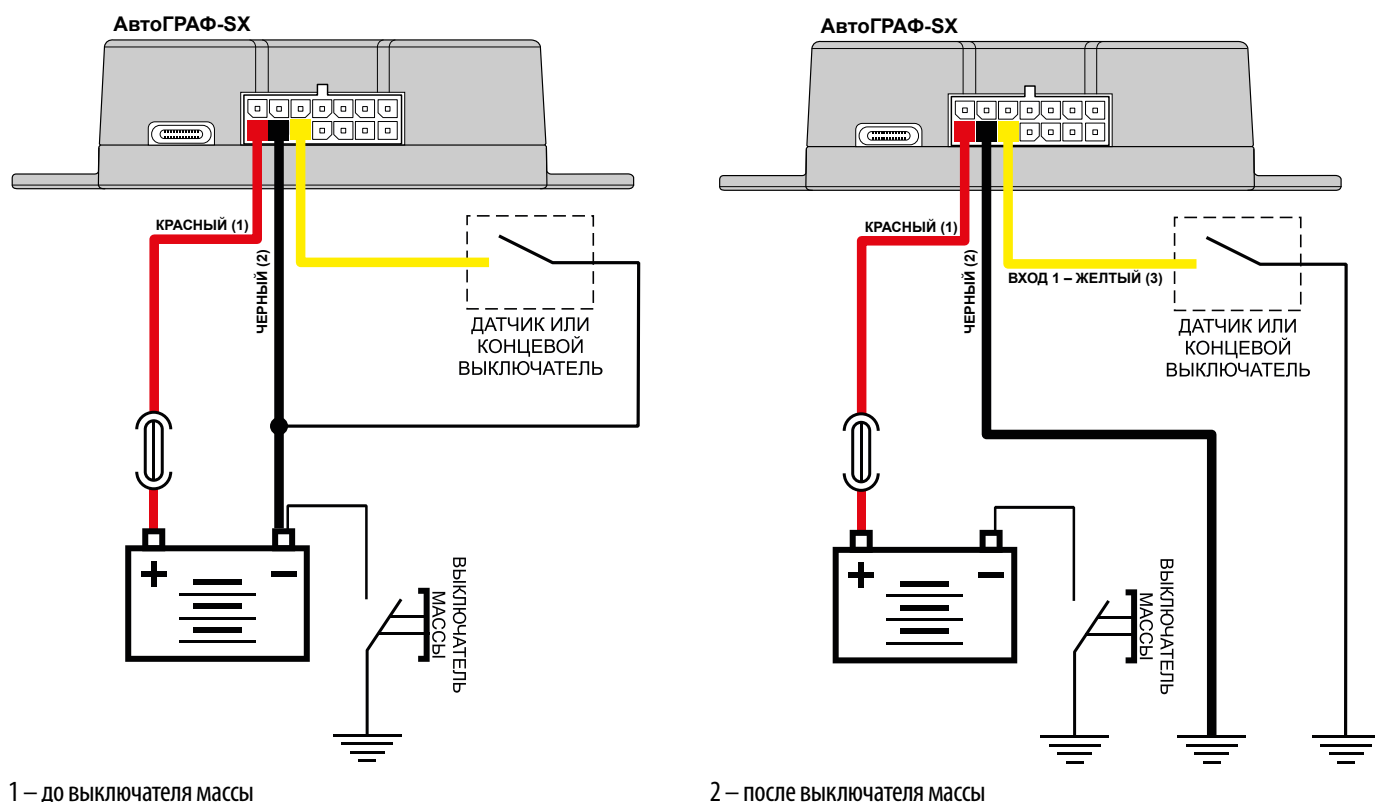 АвтоГРАФ-SX
КРАСНЫЙ (1)
ЧЕРНЫЙ (2)
ДАТЧИК ИЛИ
КОНЦЕВОЙ
ВЫКЛЮЧАТЕЛЬ
ВЫКЛЮЧАТЕЛЬ
МАССЫ
1 – до выключателя массы
АвтоГРАФ-SX
КРАСНЫЙ (1)
ЧЕРНЫЙ (2)
ВХОД 1 – ЖЕЛТЫЙ (3)
ДАТЧИК ИЛИ
КОНЦЕВОЙ
ВЫКЛЮЧАТЕЛЬ
ВЫКЛЮЧАТЕЛЬ
МАССЫ
2 – после выключателя массы